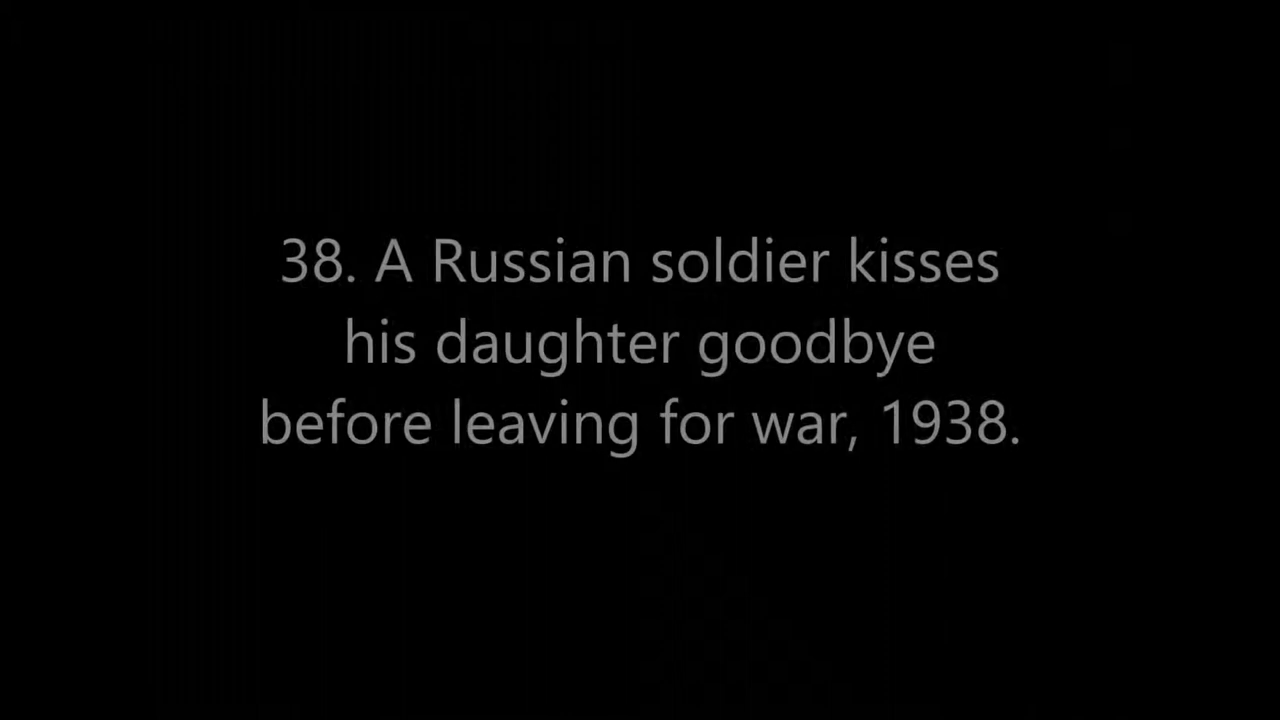 38. A Russian soldier kisses
his daughter goodbye
before leaving for war, 1938.